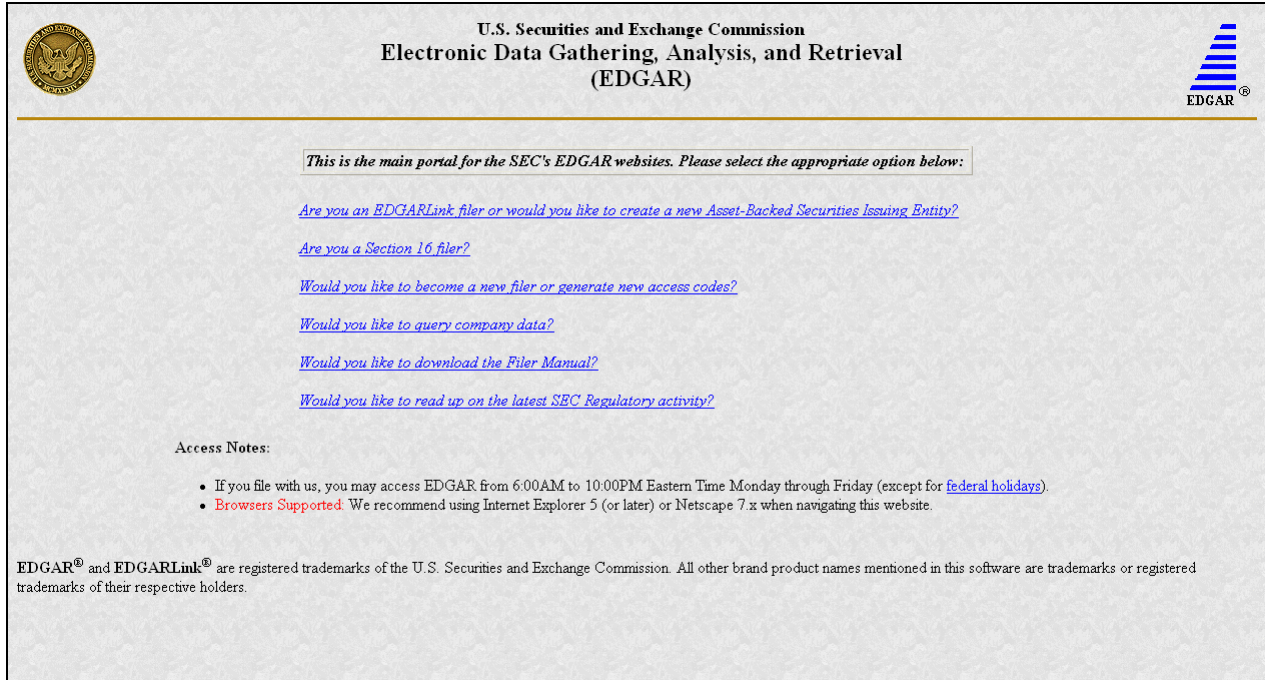 U.S. Securities and Exchange Commission
Electronic Data Gathering, Analysis, and Retrieval
(EDGAR)
EDGAR ®
This is the main portal for the SEC's EDGAR websites. Please select the appropriate option below:
Are you an EDGARLink filer or would you like to create a new Asset-Backed Securities Issuing Entity?
Are you a Section 16 filer?
Would you like to become a new filer or generate new access codes?
Would you like to query company data?
Would you like to download the Filer Manual?
Would you like to read up on the latest SEC Regulatory activity?
Access Notes:
• If you file with us, you may access EDGAR from 6:00AM to 10:00PM Eastern Time Monday through Friday (except for federal holidays).
• Browsers Supported: We recommend using Internet Explorer 5 (or later) or Netscape 7.x when navigating this website.
EDGAR® and EDGARLink® are registered trademarks of the U.S. Securities and Exchange Commission. All other brand product names mentioned in this software are trademarks or registered
trademarks of their respective holders.